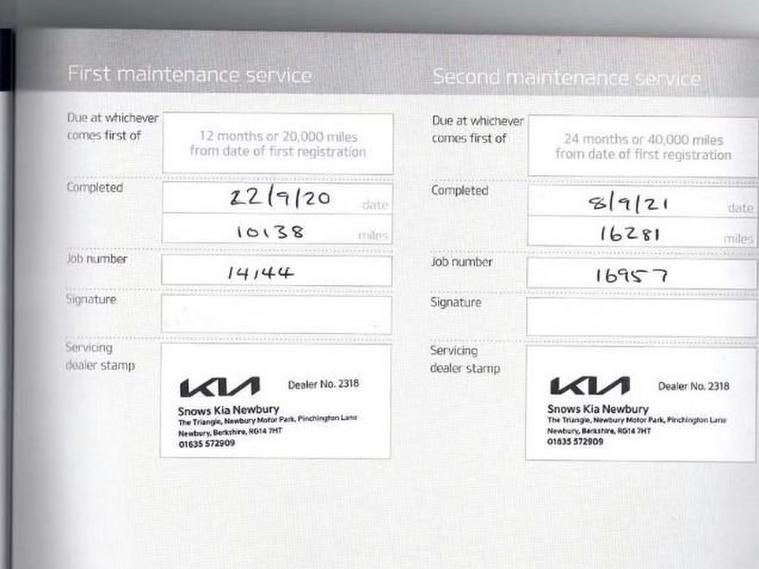 First maintenance service
Due at whichever
comes first of
12 months or 20,000 miles
from date of first registration
Completed
22/9/20 date
10138 miles
Job number
14144
Signature
Servicing
dealer stamp
KIA Dealer No. 2318
Snows Kia Newbury
The Triangle, Newbury Motor Park, Pinchington Lane
Newbury, Berkshire, RG14 7HT
01635 572909
Second maintenance service
Due at whichever
comes first of
24 months or 40,000 miles
from date of first registration
Completed
8/9/21 date
16281 miles
Job number
16957
Signature
Servicing
dealer stamp
KIA Dealer No. 2318
Snows Kia Newbury
The Triangle, Newbury Motor Park, Pinchington Lane
Newbury, Berkshire, RG14 7HT
01635 572909